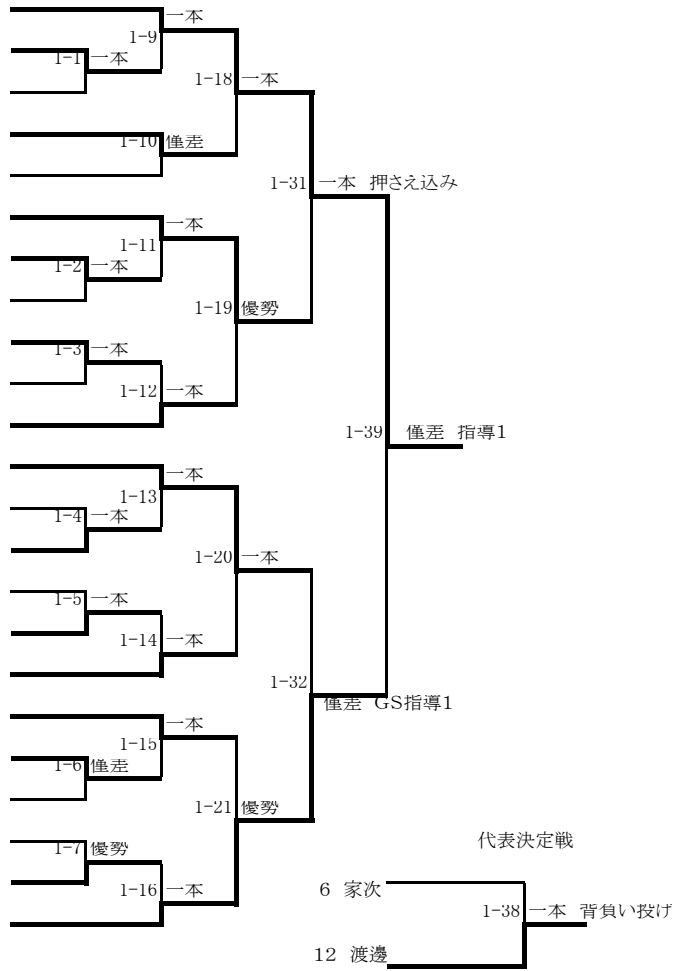 一本
1-9
1-1 一本
1-18 一本
1-10 僅差
1-31 一本 押さえ込み
一本
1-11
1-2 一本
1-19 優勢
1-3 一本
1-12 一本
1-39 僅差 指導1
一本
1-13
1-4 一本
1-20 一本
1-5 一本
1-14 一本
1-32
僅差 GS指導1
一本
1-15
1-6 僅差
1-21 優勢
代表決定戦
1-7 優勢
1-16 一本
6 家次
1-38 一本 背負い投げ
12 渡邊